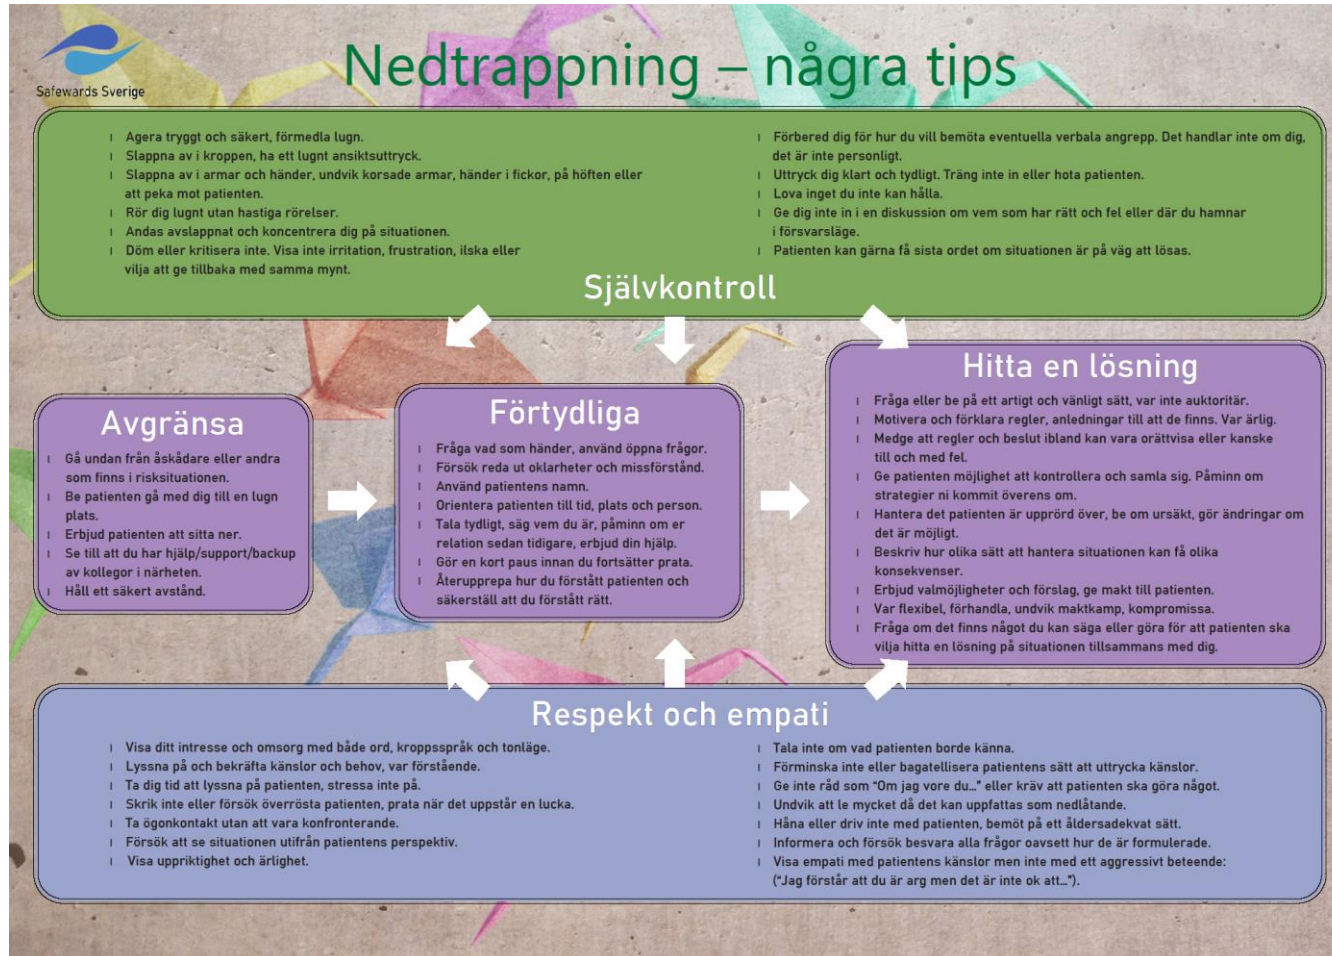 Nedtrappning – några tips
Safewards Sverige
Agera tryggt och säkert, förmedla lugn.
Slappna av i kroppen, ha ett lugnt ansiktsuttryck.
Slappna av i armar och händer, undvik korsade armar, händer i fickor, på höften eller
att peka mot patienten.
Rör dig lugnt utan hastiga rörelser.
Andas avslappnat och koncentrera dig på situationen.
Döm eller kritisera inte. Visa inte irritation, frustration, ilska eller
vilja att ge tillbaka med samma mynt.
Förbered dig för hur du vill bemöta eventuella verbala angrepp. Det handlar inte om dig,
det är inte personligt.
Uttryck dig klart och tydligt. Träng inte in eller hota patienten.
Lova inget du inte kan hålla.
Ge dig inte in i en diskussion om vem som har rätt och fel eller där du hamnar
i försvarsläge.
Patienten kan gärna få sista ordet om situationen är på väg att lösas.
Självkontroll
Avgränsa
Gå undan från åskådare eller andra
som finns i risksituationen.
Be patienten gå med dig till en lugn
plats.
Erbjud patienten att sitta ner.
Se till att du har hjälp/support/backup
av kollegor i närheten.
Håll ett säkert avstånd.
Förtydliga
Fråga vad som händer, använd öppna frågor.
Försök reda ut oklarheter och missförstånd.
Använd patientens namn.
Orientera patienten till tid, plats och person.
Tala tydligt, säg vem du är, påminn om er
relation sedan tidigare, erbjud din hjälp.
Gör en kort paus innan du fortsätter prata.
Återupprepa hur du förstått patienten och
säkerställ att du förstått rätt.
Hitta en lösning
Fråga eller be på ett artigt och vänligt sätt, var inte auktoritär.
Motivera och förklara regler, anledningar till att de finns. Var ärlig.
Medge att regler och beslut ibland kan vara orättvisa eller kanske
till och med fel.
Ge patienten möjlighet att kontrollera och samla sig. Påminn om
strategier ni kommit överens om.
Hantera det patienten är upprörd över, be om ursäkt, gör ändringar om
det är möjligt.
Beskriv hur olika sätt att hantera situationen kan få olika
konsekvenser.
Erbjud valmöjligheter och förslag, ge makt till patienten.
Var flexibel, förhandla, undvik maktkamp, kompromissa.
Fråga om det finns något du kan säga eller göra för att patienten ska
vilja hitta en lösning på situationen tillsammans med dig.
Respekt och empati
Visa ditt intresse och omsorg med både ord, kroppsspråk och tonläge.
Lyssna på och bekräfta känslor och behov, var förstående.
Ta dig tid att lyssna på patienten, stressa inte på.
Skrik inte eller försök överrösta patienten, prata när det uppstår en lucka.
Ta ögonkontakt utan att vara konfronterande.
Försök att se situationen utifrån patientens perspektiv.
Visa uppriktighet och ärlighet.
Tala inte om vad patienten borde känna.
Förminska inte eller bagatellisera patientens sätt att uttrycka känslor.
Ge inte råd som “Om jag vore du…” eller kräv att patienten ska göra något.
Undvik att le mycket då det kan uppfattas som nedlåtande.
Håna eller driv inte med patienten, bemöt på ett åldersadekvat sätt.
Informera och försök besvara alla frågor oavsett hur de är formulerade.
Visa empati med patientens känslor men inte med ett aggressivt beteende:
(“Jag förstår att du är arg men det är inte ok att…”).